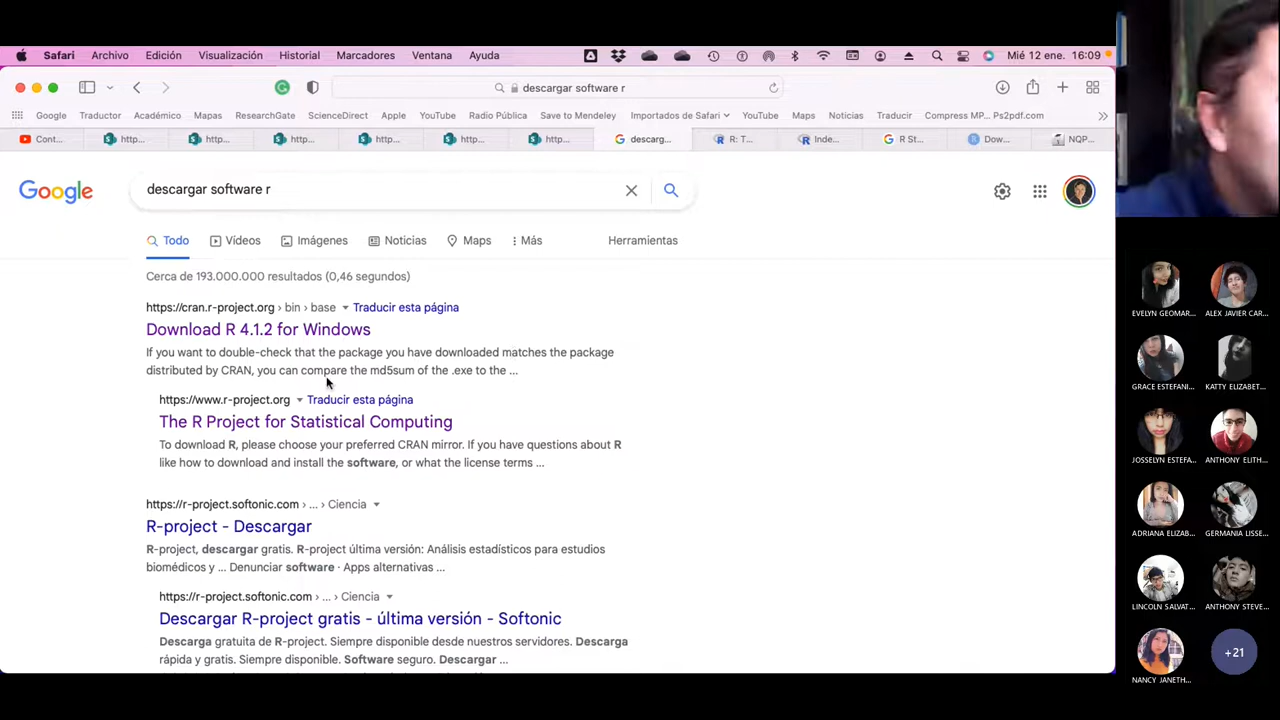 Safari Archivo Edición Visualización Historial Marcadores Ventana Ayuda Mié 12 ene. 16:09
descargar software r
Google Traductor Académico Mapas ResearchGate ScienceDirect Apple YouTube Radio Pública Save to Mendeley Importados de Safari YouTube Maps Noticias Traducir Compress MP... Ps2pdf.com
Cont... http... http... http... http... http... http... descarg... R: T... Inde... R St... Dow... NQP...
Google
descargar software r
Todo Vídeos Imágenes Noticias Maps Más Herramientas
Cerca de 193.000.000 resultados (0,46 segundos)
https://cran.r-project.org › bin › base Traducir esta página
Download R 4.1.2 for Windows
If you want to double-check that the package you have downloaded matches the package
distributed by CRAN, you can compare the md5sum of the .exe to the ...
https://www.r-project.org Traducir esta página
The R Project for Statistical Computing
To download R, please choose your preferred CRAN mirror. If you have questions about R
like how to download and install the software, or what the license terms ...
https://r-project.softonic.com › ... › Ciencia
R-project - Descargar
R-project, descargar gratis. R-project última versión: Análisis estadísticos para estudios
biomédicos y ... Denunciar software · Apps alternativas ...
https://r-project.softonic.com › ... › Ciencia
Descargar R-project gratis - última versión - Softonic
Descarga gratuita de R-project. Siempre disponible desde nuestros servidores. Descarga
rápida y gratis. Siempre disponible. Software seguro. Descargar ...
EVELYN GEOMAR... ALEX JAVIER CAR...
GRACE ESTEFANI... KATTY ELIZABET...
JOSSELYN ESTEFA... ANTHONY ELITH...
ADRIANA ELIZAB... GERMANIA LISSE...
LINCOLN SALVAT... ANTHONY STEVE...
NANCY JANETH... +21